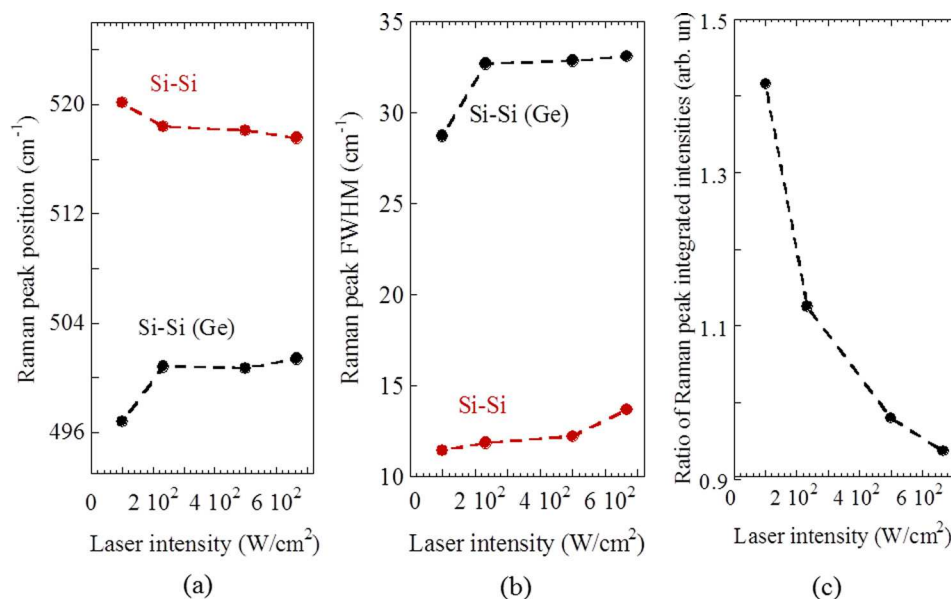 Raman peak position (cm⁻¹)
520
512
504
496
Si-Si
Si-Si (Ge)
0 2 10² 4 10² 6 10²
Laser intensity (W/cm²)
(a)
Raman peak FWHM (cm⁻¹)
35
30
25
20
15
10
Si-Si (Ge)
Si-Si
0 2 10² 4 10² 6 10²
Laser intensity (W/cm²)
(b)
Ratio of Raman peak integrated intensities (arb. un)
1.5
1.3
1.1
0.9
0 2 10² 4 10² 6 10²
Laser intensity (W/cm²)
(c)